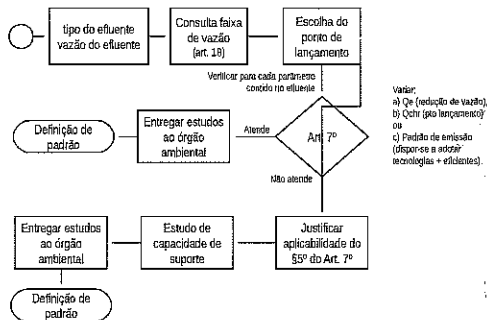 tipo do efluente
vazão do efluente
Consulta faixa
de vazão
(art. 18)
Escolha do
ponto de
lançamento
Verificar para cada parâmetro
contido no efluente
Variar:
a) Qe (redução de vazão),
b) Qchr (pto lançamento)
ou
c) Padrão de emissão
(dispor-se a adotar
tecnologias + eficientes).
Definição de
padrão
Entregar estudos
ao órgão
ambiental
Atende
Art. 7º
Não atende
Entregar estudos
ao órgão
ambiental
Estudo de
capacidade de
suporte
Justificar
aplicabilidade do
§5º do Art. 7º
Definição de
padrão